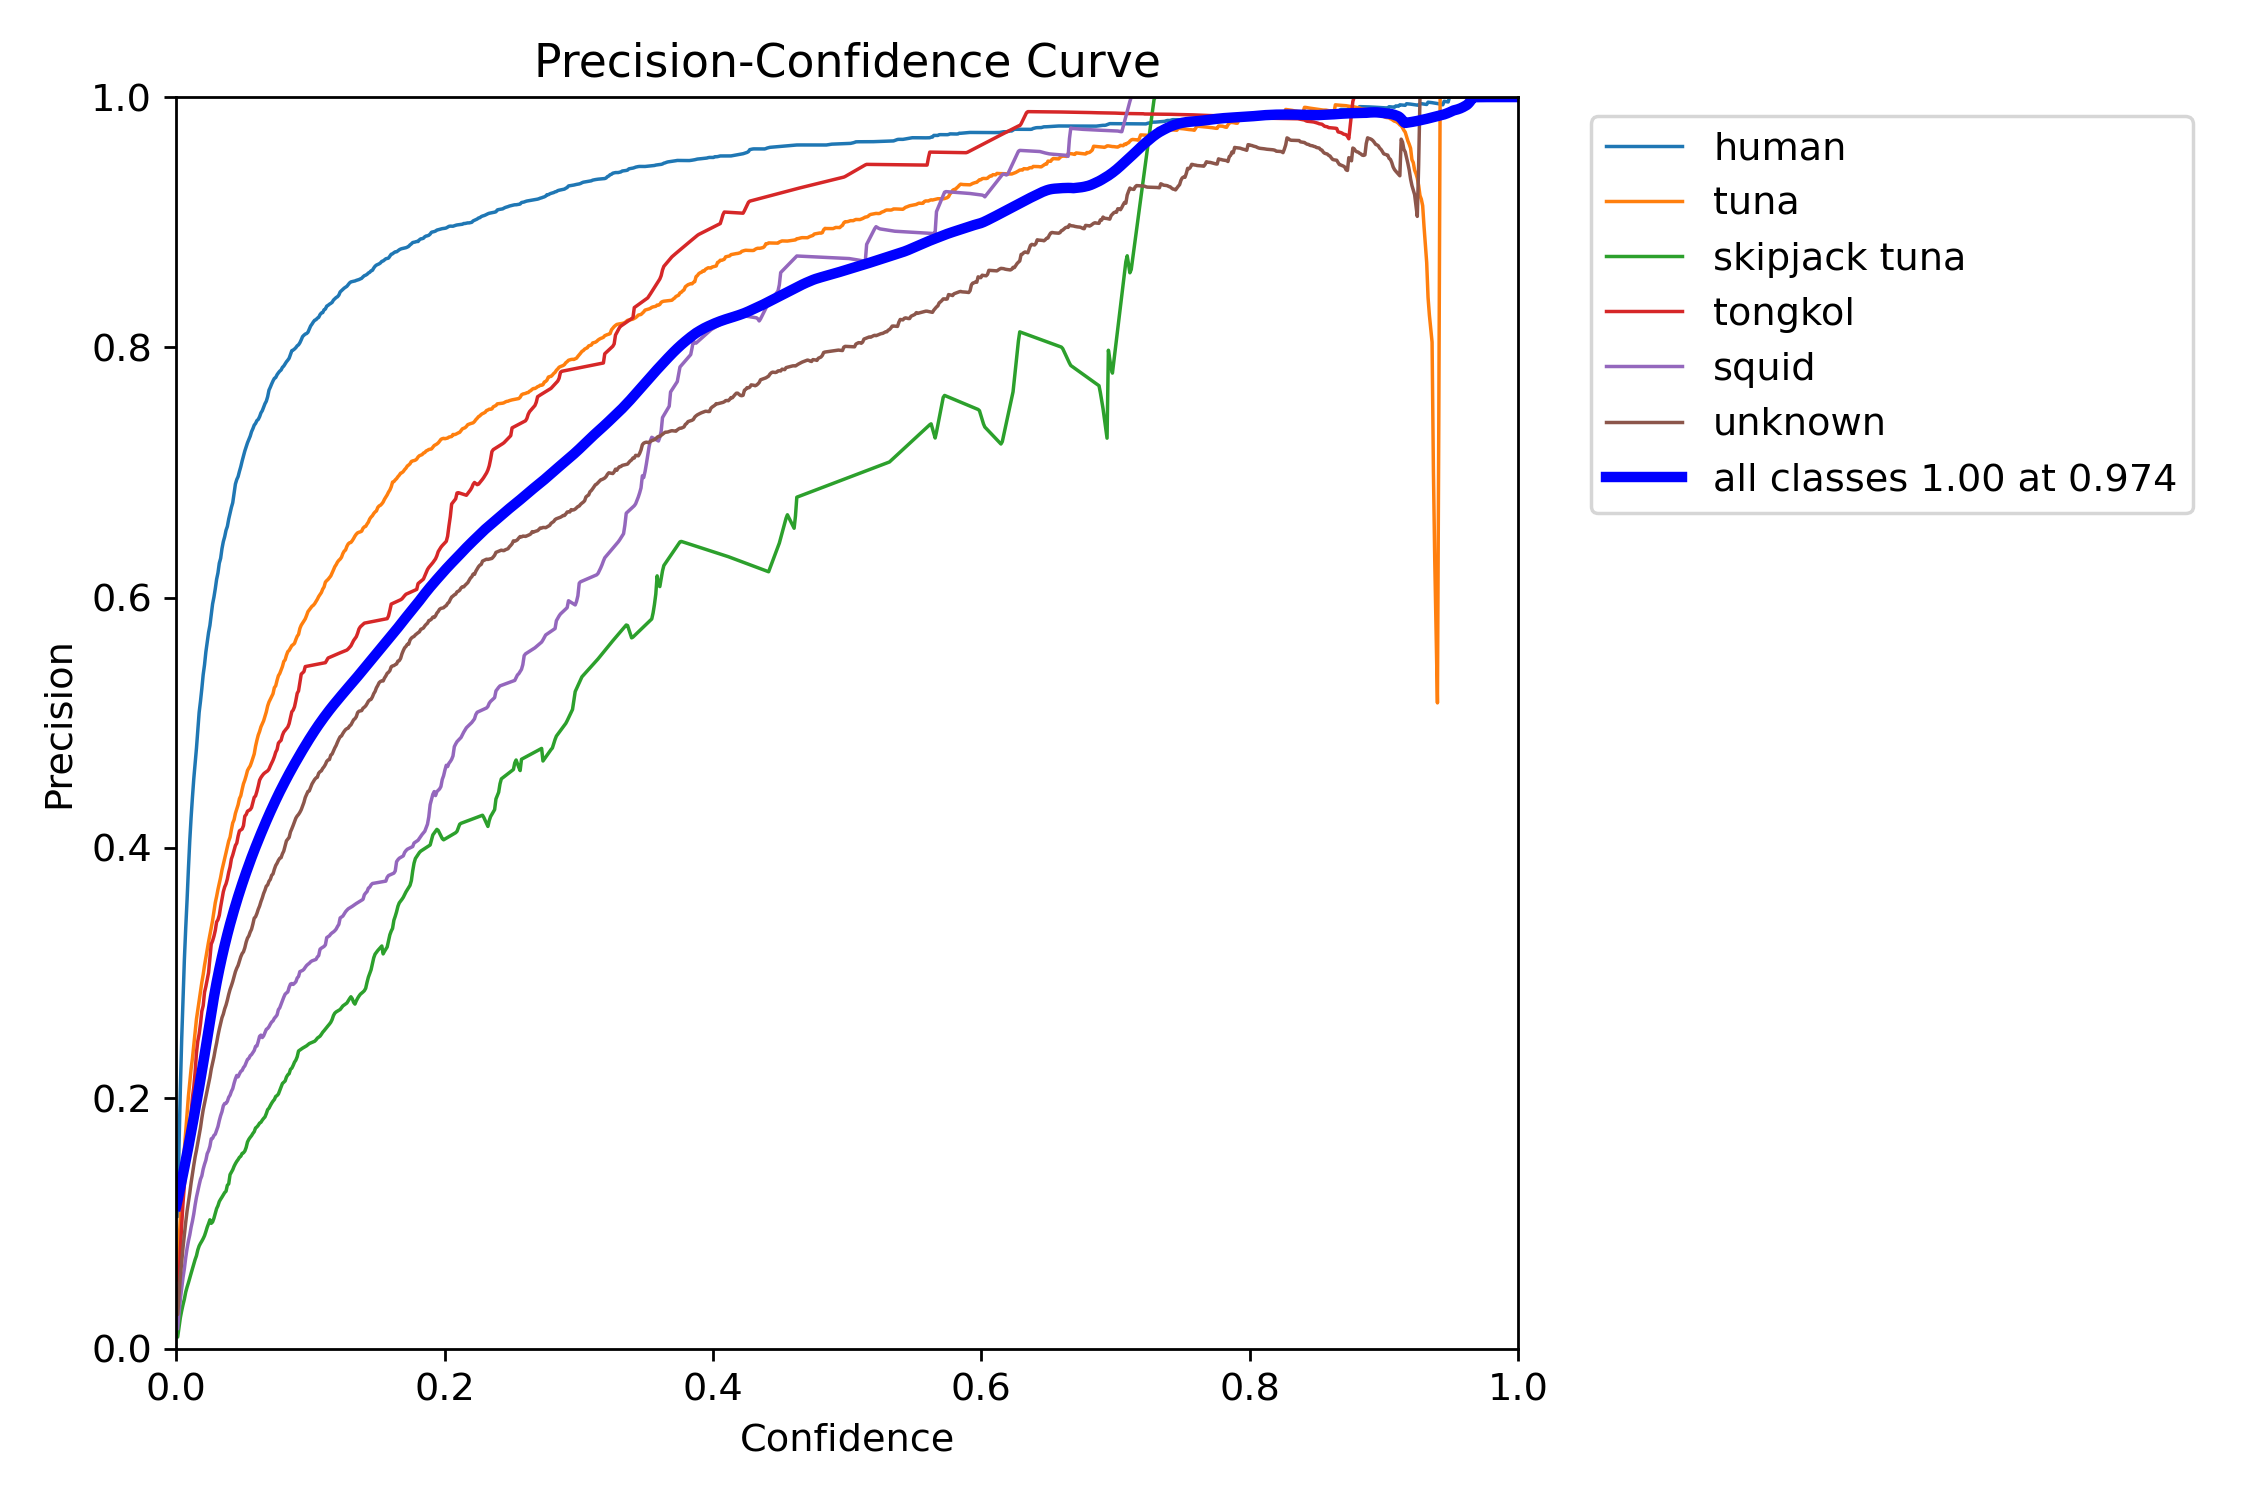 Precision-Confidence Curve
1.0
0.8
0.6
0.4
0.2
0.0
Precision
0.0 0.2 0.4 0.6 0.8 1.0
Confidence
human
tuna
skipjack tuna
tongkol
squid
unknown
all classes 1.00 at 0.974